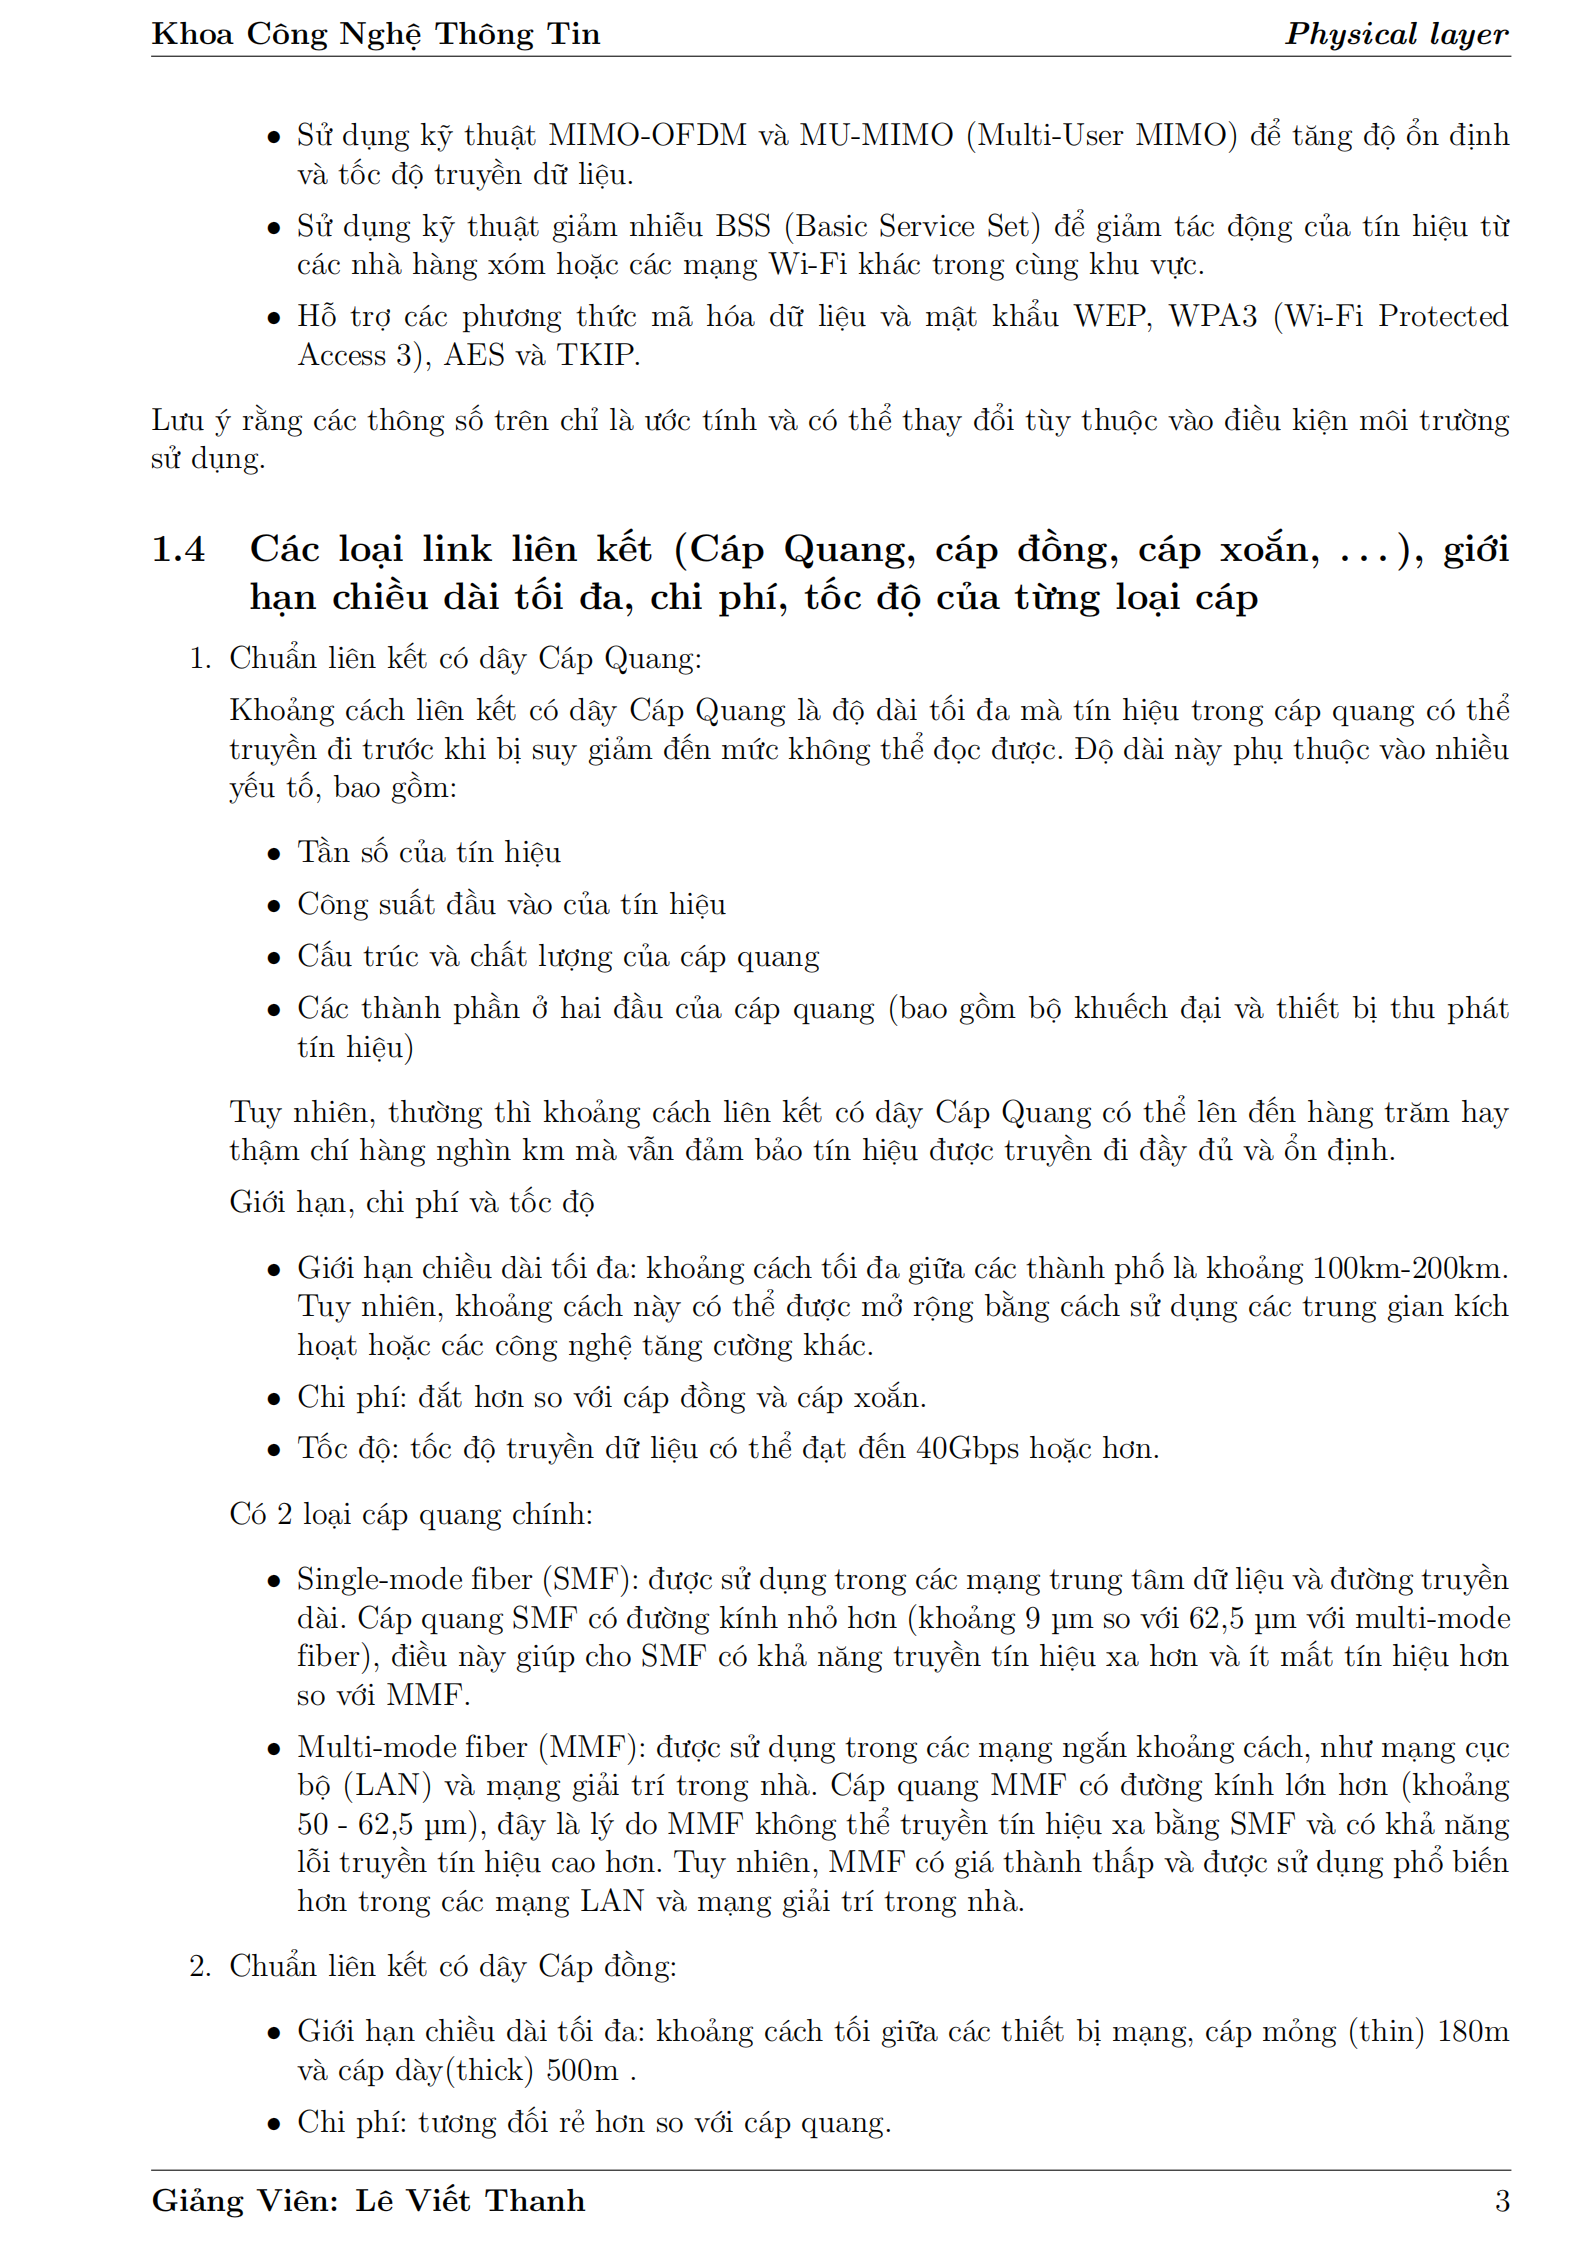 Khoa Công Nghệ Thông Tin Physical layer
• Sử dụng kỹ thuật MIMO-OFDM và MU-MIMO (Multi-User MIMO) để tăng độ ổn định
và tốc độ truyền dữ liệu.
• Sử dụng kỹ thuật giảm nhiễu BSS (Basic Service Set) để giảm tác động của tín hiệu từ
các nhà hàng xóm hoặc các mạng Wi-Fi khác trong cùng khu vực.
• Hỗ trợ các phương thức mã hóa dữ liệu và mật khẩu WEP, WPA3 (Wi-Fi Protected
Access 3), AES và TKIP.
Lưu ý rằng các thông số trên chỉ là ước tính và có thể thay đổi tùy thuộc vào điều kiện môi trường
sử dụng.
1.4 Các loại link liên kết (Cáp Quang, cáp đồng, cáp xoắn, ...), giới
hạn chiều dài tối đa, chi phí, tốc độ của từng loại cáp
1. Chuẩn liên kết có dây Cáp Quang:
Khoảng cách liên kết có dây Cáp Quang là độ dài tối đa mà tín hiệu trong cáp quang có thể
truyền đi trước khi bị suy giảm đến mức không thể đọc được. Độ dài này phụ thuộc vào nhiều
yếu tố, bao gồm:
• Tần số của tín hiệu
• Công suất đầu vào của tín hiệu
• Cấu trúc và chất lượng của cáp quang
• Các thành phần ở hai đầu của cáp quang (bao gồm bộ khuếch đại và thiết bị thu phát
tín hiệu)
Tuy nhiên, thường thì khoảng cách liên kết có dây Cáp Quang có thể lên đến hàng trăm hay
thậm chí hàng nghìn km mà vẫn đảm bảo tín hiệu được truyền đi đầy đủ và ổn định.
Giới hạn, chi phí và tốc độ
• Giới hạn chiều dài tối đa: khoảng cách tối đa giữa các thành phố là khoảng 100km-200km.
Tuy nhiên, khoảng cách này có thể được mở rộng bằng cách sử dụng các trung gian kích
hoạt hoặc các công nghệ tăng cường khác.
• Chi phí: đắt hơn so với cáp đồng và cáp xoắn.
• Tốc độ: tốc độ truyền dữ liệu có thể đạt đến 40Gbps hoặc hơn.
Có 2 loại cáp quang chính:
• Single-mode fiber (SMF): được sử dụng trong các mạng trung tâm dữ liệu và đường truyền
dài. Cáp quang SMF có đường kính nhỏ hơn (khoảng 9 µm so với 62,5 µm với multi-mode
fiber), điều này giúp cho SMF có khả năng truyền tín hiệu xa hơn và ít mất tín hiệu hơn
so với MMF.
• Multi-mode fiber (MMF): được sử dụng trong các mạng ngắn khoảng cách, như mạng cục
bộ (LAN) và mạng giải trí trong nhà. Cáp quang MMF có đường kính lớn hơn (khoảng
50 - 62,5 µm), đây là lý do MMF không thể truyền tín hiệu xa bằng SMF và có khả năng
lỗi truyền tín hiệu cao hơn. Tuy nhiên, MMF có giá thành thấp và được sử dụng phổ biến
hơn trong các mạng LAN và mạng giải trí trong nhà.
2. Chuẩn liên kết có dây Cáp đồng:
• Giới hạn chiều dài tối đa: khoảng cách tối giữa các thiết bị mạng, cáp mỏng (thin) 180m
và cáp dày(thick) 500m .
• Chi phí: tương đối rẻ hơn so với cáp quang.
Giảng Viên: Lê Viết Thanh 3